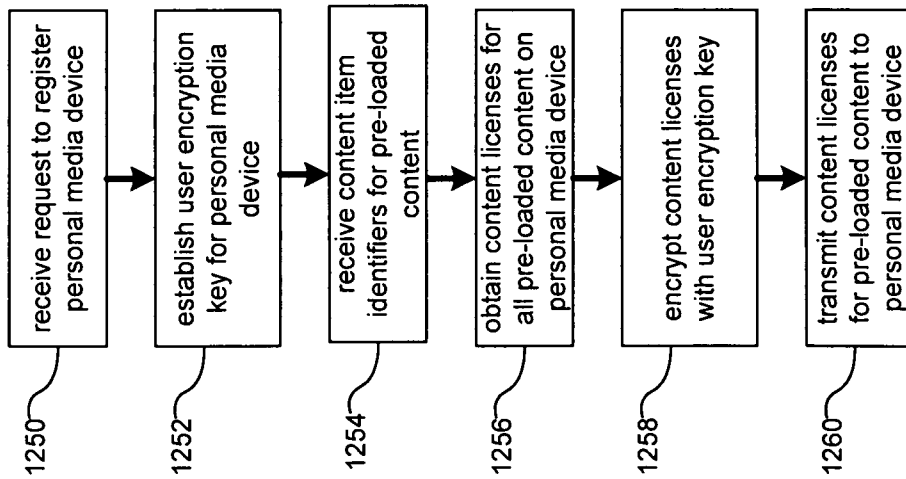 1250
receive request to register
personal media device
1252
establish user encryption
key for personal media
device
1254
receive content item
identifiers for pre-loaded
content
1256
obtain content licenses for
all pre-loaded content on
personal media device
1258
encrypt content licenses
with user encryption key
1260
transmit content licenses
for pre-loaded content to
personal media device